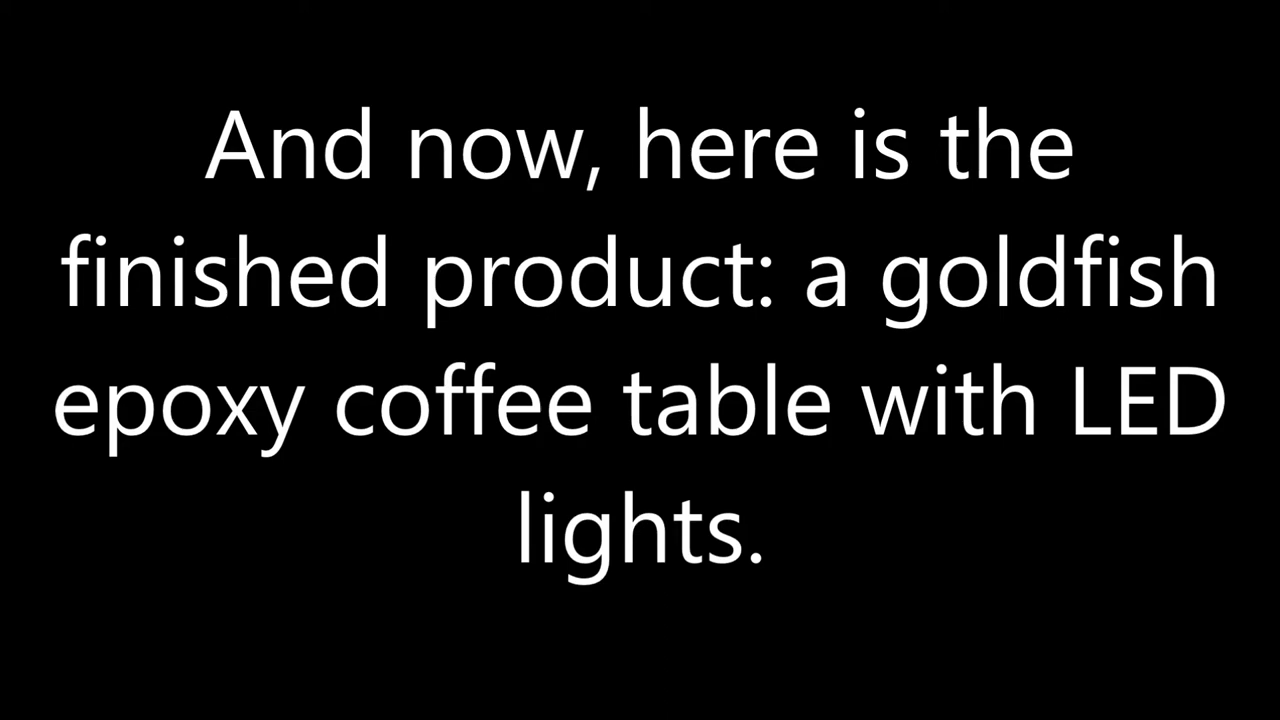 And now, here is the
finished product: a goldfish
epoxy coffee table with LED
lights.